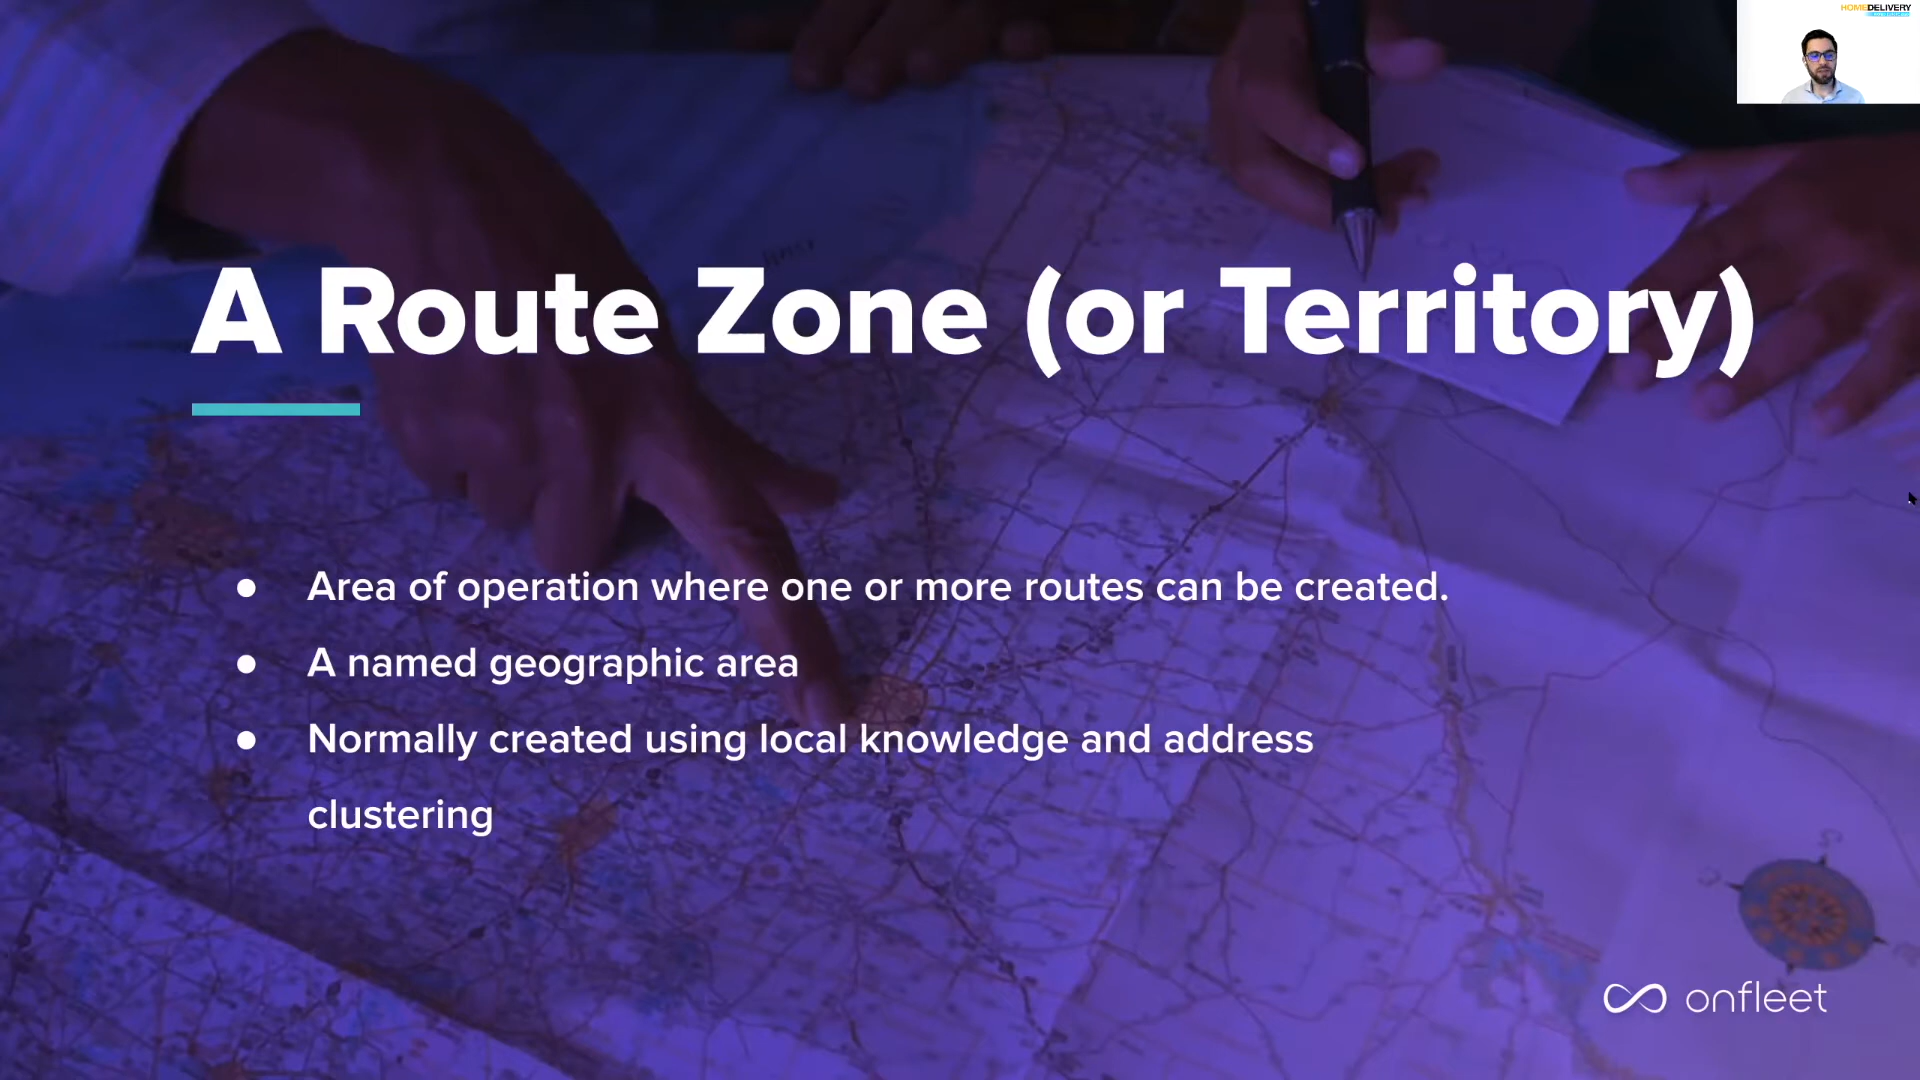 HOMEDELIVERY
A Route Zone (or Territory)
● Area of operation where one or more routes can be created.
● A named geographic area
● Normally created using local knowledge and address
clustering
onfleet